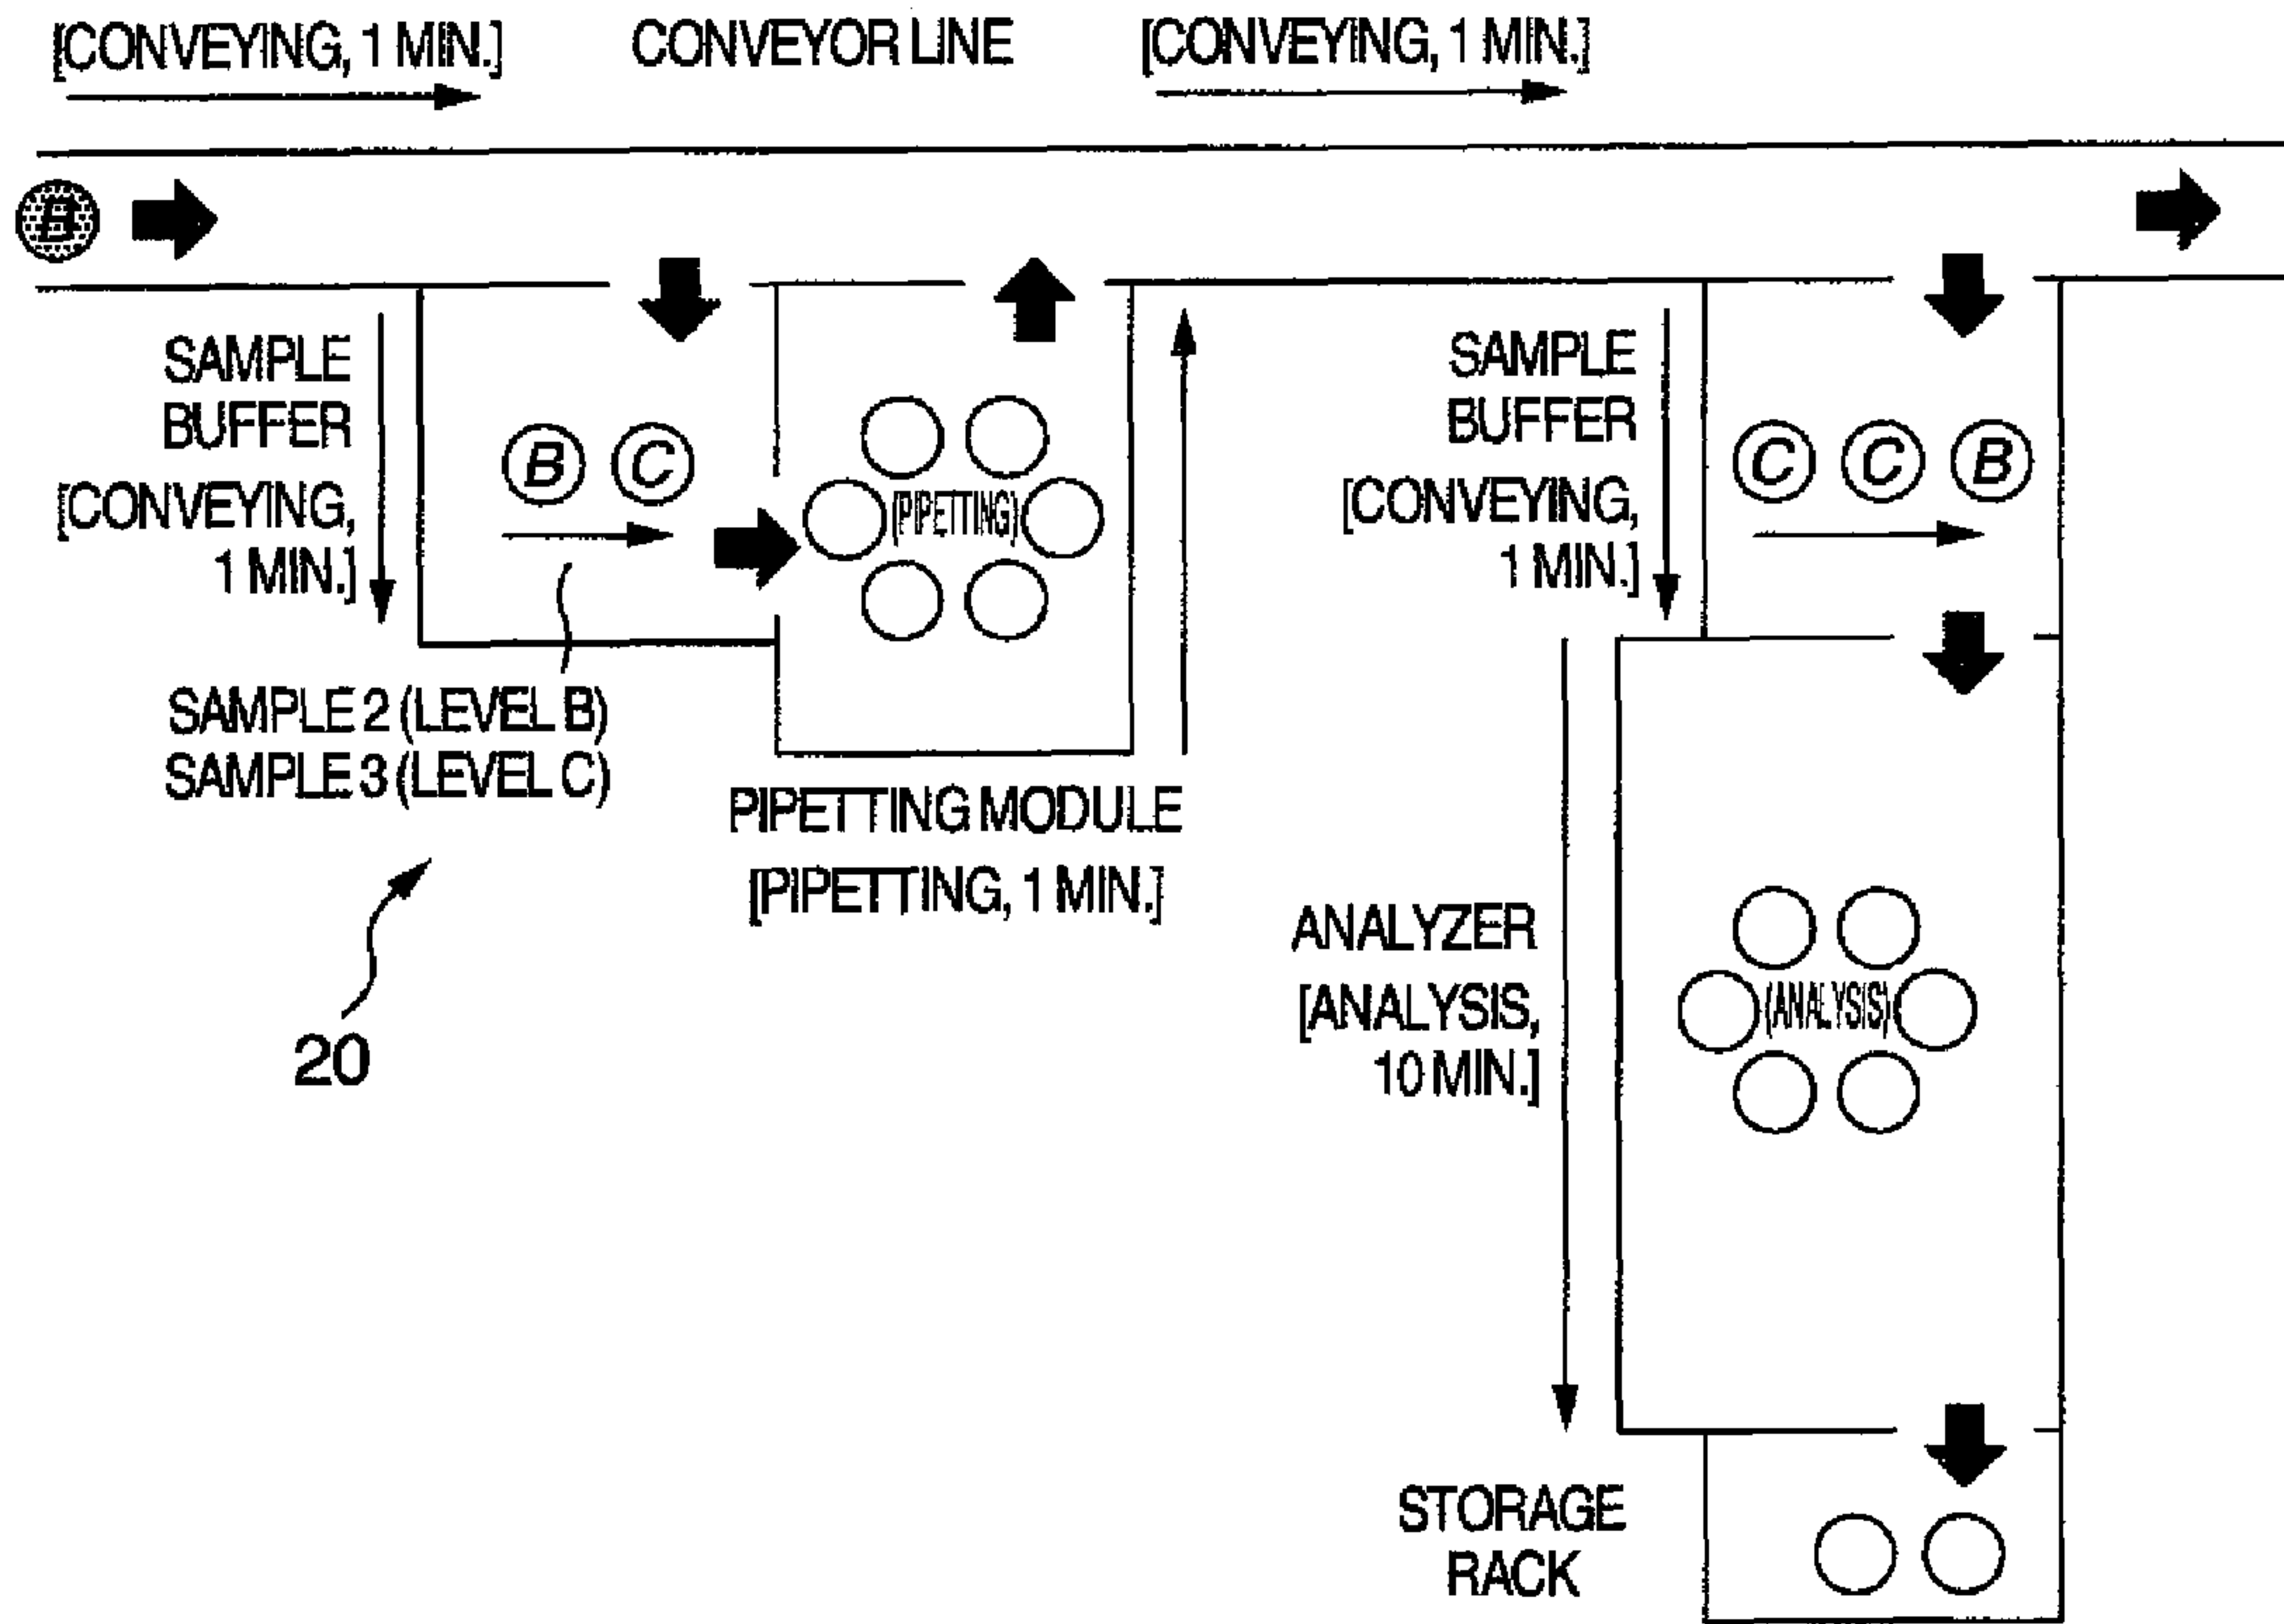 [CONVEYING, 1 MIN.]
CONVEYOR LINE
[CONVEYING, 1 MIN.]
B
SAMPLE
BUFFER
[CONVEYING,
1 MIN.]
B C
(PIPETTING)
SAMPLE
BUFFER
[CONVEYING,
1 MIN.]
C C B
SAMPLE 2 (LEVEL B)
SAMPLE 3 (LEVEL C)
PIPETTING MODULE
[PIPETTING, 1 MIN.]
20
ANALYZER
[ANALYSIS,
10 MIN.]
(ANALYSIS)
STORAGE
RACK